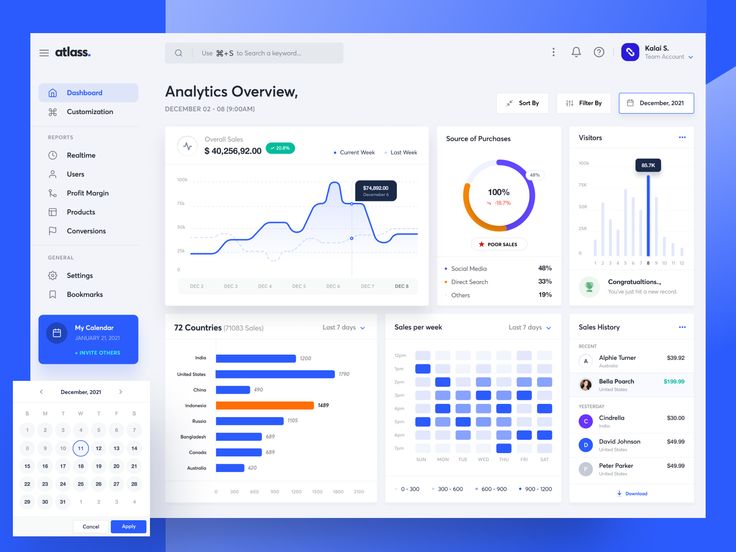 atlass.
Use ⌘+S to Search a keyword...
Kalai S.
Team Account
Dashboard
Customization
REPORTS
Realtime
Users
Profit Margin
Products
Conversions
GENERAL
Settings
Bookmarks
My Calendar
JANUARY 21, 2021
+ INVITE OTHERS
December, 2021
S M T W T F S
1 2 3 4 5 6 7
8 9 10 11 12 13 14
15 16 17 18 19 20 21
22 22 23 24 25 26 28
29 30 31 1 2 3 4
Cancel Apply
Analytics Overview,
DECEMBER 02 - 08 (9:00AM)
Sort By Filter By December, 2021
Overall Sales
$ 40,256,92.00 20.8%
Current Week Last Week
100k
75k
50k
25k
0
$74,892.00
December 6
DEC 2 DEC 3 DEC 4 DEC 5 DEC 6 DEC 7 DEC 8
Source of Purchases
48%
100%
-18.7%
POOR SALES
Social Media 48%
Direct Search 33%
Others 19%
Visitors
100k
75k
50k
25k
0
85.7K
1 2 3 4 5 6 7 8 9 10 11 12
Congratualtions..,
You've just hit a new record.
72 Countries (71083 Sales) Last 7 days
India 1200
United States 1790
China 490
Indonesia 1489
Russia 1105
Bangladesh 689
Canada 689
Australia 420
0 300 600 900 1200 1500 1800 2100
Sales per week Last 7 days
12pm
1pm
2pm
3pm
4pm
5pm
6pm
7pm
SUN MON TUE WED THU FRI SAT
0 - 300 300 - 600 600 - 900 900 - 1200
Sales History
RECENT
A Alphie Turner $39.92
Australia
Bella Poarch $199.99
United States
YESTERDAY
C Cindrella $30.00
India
D David Johnson $49.99
United States
P Peter Parker $49.99
United States
Download